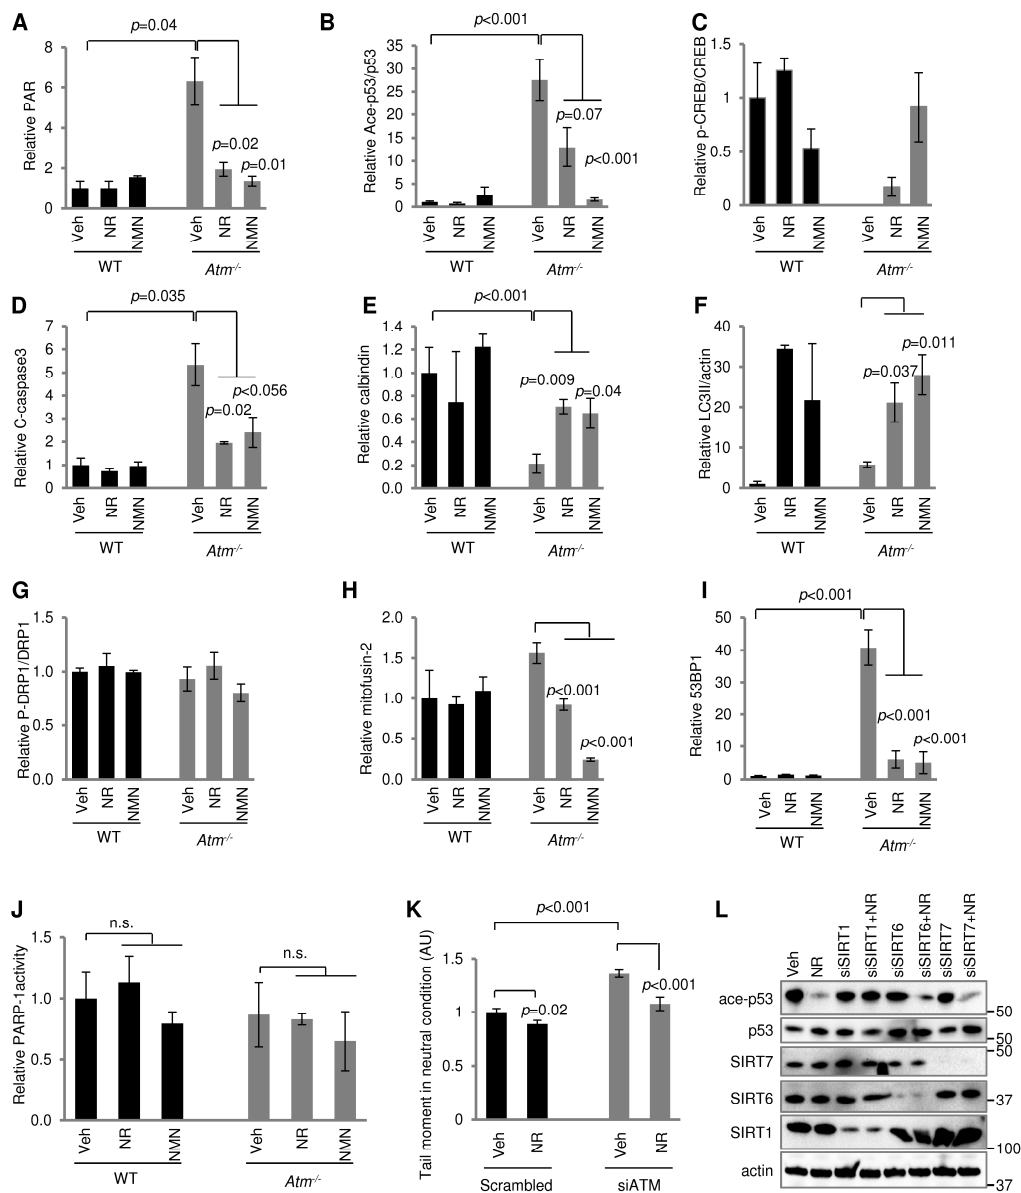 A
p=0.04
Relative PAR
8
6
4
2
0
p=0.02
p=0.01
Veh
NR
NMN
Veh
NR
NMN
WT
Atm-/-
B
p<0.001
Relative Ace-p53/p53
35
30
25
20
15
10
5
0
p=0.07
p<0.001
Veh
NR
NMN
Veh
NR
NMN
WT
Atm-/-
C
Relative p-CREB/CREB
1.5
1
0.5
0
Veh
NR
NMN
Veh
NR
NMN
WT
Atm-/-
D
p=0.035
Relative C-caspase3
7
6
5
4
3
2
1
0
p<0.056
p=0.02
Veh
NR
NMN
Veh
NR
NMN
WT
Atm-/-
E
p<0.001
Relative calbindin
1.4
1.2
1.0
0.8
0.6
0.4
0.2
0.0
p=0.009
p=0.04
Veh
NR
NMN
Veh
NR
NMN
WT
Atm-/-
F
Relative LC3II/actin
40
30
20
10
0
p=0.011
p=0.037
Veh
NR
NMN
Veh
NR
NMN
WT
Atm-/-
G
Relative P-DRP1/DRP1
1.5
1.0
0.5
0.0
Veh
NR
NMN
Veh
NR
NMN
WT
Atm-/-
H
Relative mitofusin-2
2.0
1.5
1.0
0.5
0.0
p<0.001
p<0.001
Veh
NR
NMN
Veh
NR
NMN
WT
Atm-/-
I
p<0.001
Relative 53BP1
50
40
30
20
10
0
p<0.001
p<0.001
Veh
NR
NMN
Veh
NR
NMN
WT
Atm-/-
J
n.s.
n.s.
Relative PARP-1activity
1.5
1.0
0.5
0.0
Veh
NR
NMN
Veh
NR
NMN
WT
Atm-/-
K
p<0.001
Tail moment in neutral condition (AU)
1.5
1
0.5
0
p=0.02
p<0.001
Veh
NR
Veh
NR
Scrambled
siATM
L
Veh
NR
siSIRT1
siSIRT1+NR
siSIRT6
siSIRT6+NR
siSIRT7
siSIRT7+NR
ace-p53
50
p53
50
50
SIRT7
SIRT6
37
SIRT1
100
actin
37